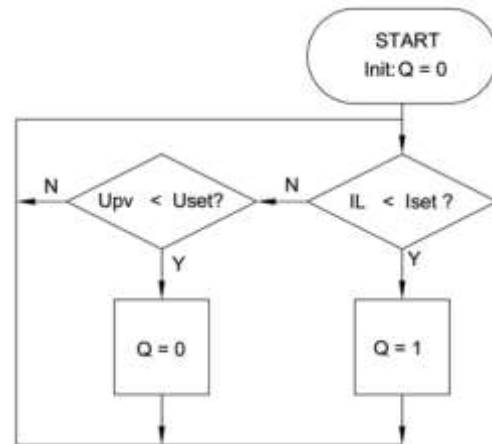 START
Init: Q = 0
N
Upv < Uset?
N
IL < Iset ?
Y
Y
Q = 0
Q = 1